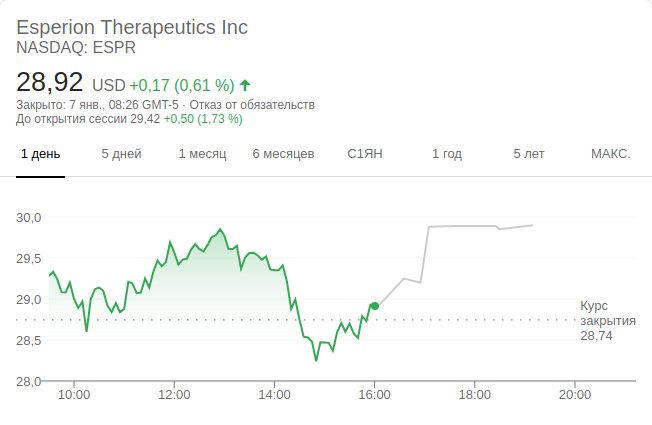 Esperion Therapeutics Inc
NASDAQ: ESPR
28,92 USD +0,17 (0,61 %)
Закрыто: 7 янв., 08:26 GMT-5 · Отказ от обязательств
До открытия сессии 29,42 +0,50 (1,73 %)
1 день 5 дней 1 месяц 6 месяцев С1ЯН 1 год 5 лет МАКС.
30,0
29,5
29,0
28,5
28,0
Курс
закрытия
28,74
10:00 12:00 14:00 16:00 18:00 20:00